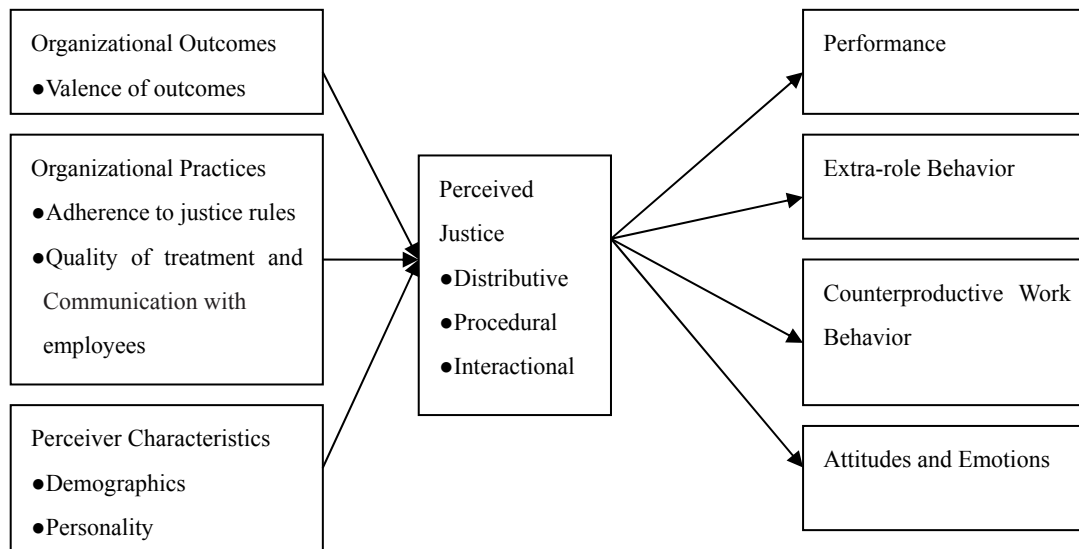 Organizational Outcomes
●Valence of outcomes
Organizational Practices
●Adherence to justice rules
●Quality of treatment and
Communication with
employees
Perceiver Characteristics
●Demographics
●Personality
Perceived
Justice
●Distributive
●Procedural
●Interactional
Performance
Extra-role Behavior
Counterproductive Work
Behavior
Attitudes and Emotions